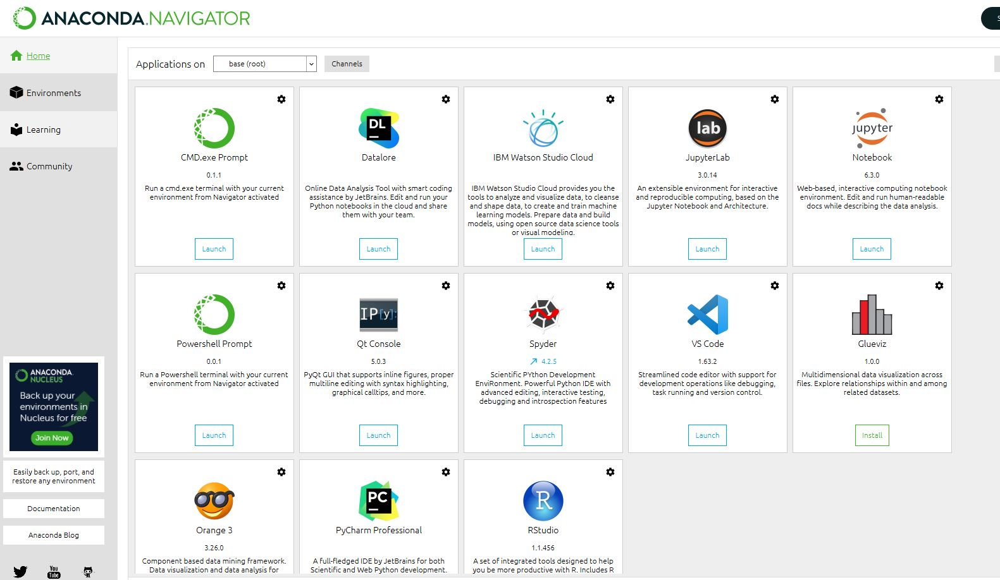 ANACONDA.NAVIGATOR
Home
Environments
Learning
Community
ANACONDA.
NUCLEUS
Back up your
environments in
Nucleus for free
Join Now
Easily back up, port, and
restore any environment
Documentation
Anaconda Blog
You
Tube
Applications on
base (root)
Channels
CMD.exe Prompt
0.1.1
Run a cmd.exe terminal with your current
environment from Navigator activated
Launch
DL
Datalore
Online Data Analysis Tool with smart coding
assistance by JetBrains. Edit and run your
Python notebooks in the cloud and share
them with your team.
Launch
IBM Watson Studio Cloud
IBM Watson Studio Cloud provides you the
tools to analyze and visualize data, to cleanse
and shape data, to create and train machine
learning models. Prepare data and build
models, using open source data science tools
or visual modeling.
Launch
lab
JupyterLab
3.0.14
An extensible environment for interactive
and reproducible computing, based on the
Jupyter Notebook and Architecture.
Launch
jupyter
Notebook
6.3.0
Web-based, interactive computing notebook
environment. Edit and run human-readable
docs while describing the data analysis.
Launch
Powershell Prompt
0.0.1
Run a Powershell terminal with your current
environment from Navigator activated
Launch
IP[y]:
Qt Console
5.0.3
PyQt GUI that supports inline figures, proper
multiline editing with syntax highlighting,
graphical calltips, and more.
Launch
Spyder
4.2.5
Scientific PYthon Development
EnviRonment. Powerful Python IDE with
advanced editing, interactive testing,
debugging and introspection features
Launch
VS Code
1.63.2
Streamlined code editor with support for
development operations like debugging,
task running and version control.
Launch
Glueviz
1.0.0
Multidimensional data visualization across
files. Explore relationships within and among
related datasets.
Install
Orange 3
3.26.0
Component based data mining framework.
Data visualization and data analysis for
PC
PyCharm Professional
A full-fledged IDE by JetBrains for both
Scientific and Web Python development.
R
RStudio
1.1.456
A set of integrated tools designed to help
you be more productive with R. Includes R